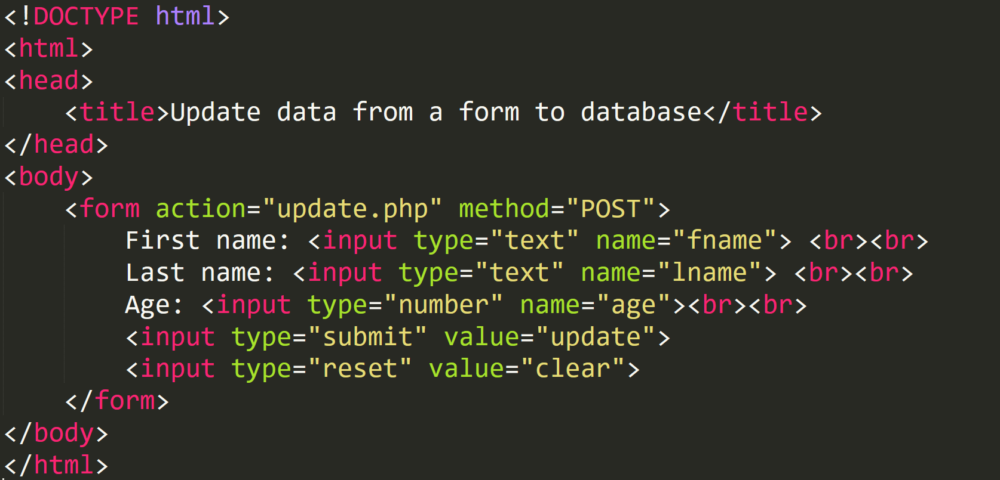 <!DOCTYPE html>
<html>
<head>
    <title>Update data from a form to database</title>
</head>
<body>
    <form action="update.php" method="POST">
        First name: <input type="text" name="fname"> <br><br>
        Last name: <input type="text" name="lname"> <br><br>
        Age: <input type="number" name="age"><br><br>
        <input type="submit" value="update">
        <input type="reset" value="clear">
    </form>
</body>
</html>